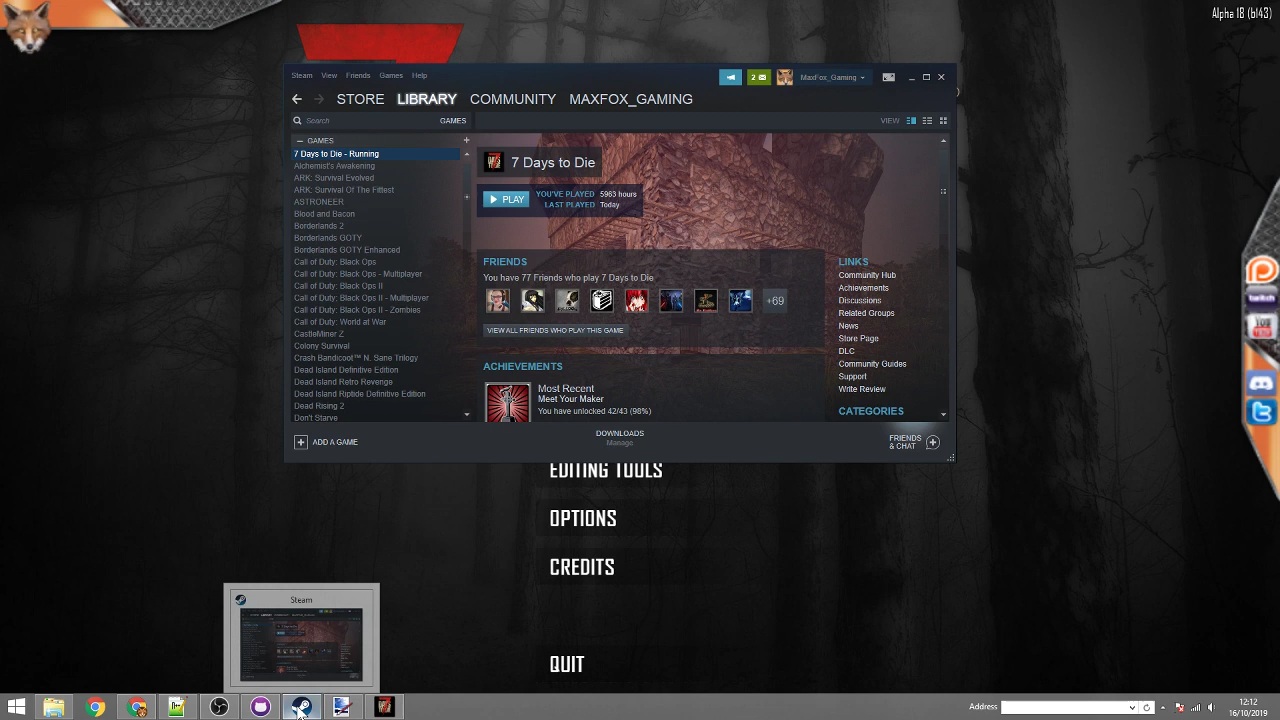 Alpha 18 (b143)
Steam View Friends Games Help
2
MaxFox_Gaming
STORE LIBRARY COMMUNITY MAXFOX_GAMING
Search GAMES
VIEW
GAMES
7 Days to Die - Running
Alchemist's Awakening
ARK: Survival Evolved
ARK: Survival Of The Fittest
ASTRONEER
Blood and Bacon
Borderlands 2
Borderlands GOTY
Borderlands GOTY Enhanced
Call of Duty: Black Ops
Call of Duty: Black Ops - Multiplayer
Call of Duty: Black Ops II
Call of Duty: Black Ops II - Multiplayer
Call of Duty: Black Ops II - Zombies
Call of Duty: World at War
CastleMiner Z
Colony Survival
Crash Bandicoot™ N. Sane Trilogy
Dead Island Definitive Edition
Dead Island Retro Revenge
Dead Island Riptide Definitive Edition
Dead Rising 2
Don't Starve
7 Days to Die
PLAY
YOU'VE PLAYED 5963 hours
LAST PLAYED Today
FRIENDS
You have 77 Friends who play 7 Days to Die
+69
VIEW ALL FRIENDS WHO PLAY THIS GAME
ACHIEVEMENTS
Most Recent
Meet Your Maker
You have unlocked 42/43 (98%)
LINKS
Community Hub
Achievements
Discussions
Related Groups
News
Store Page
DLC
Community Guides
Support
Write Review
CATEGORIES
ADD A GAME
DOWNLOADS
Manage
FRIENDS
& CHAT
twitch
You
EDITING TOOLS
OPTIONS
CREDITS
QUIT
Steam
Address
12:12
16/10/2019